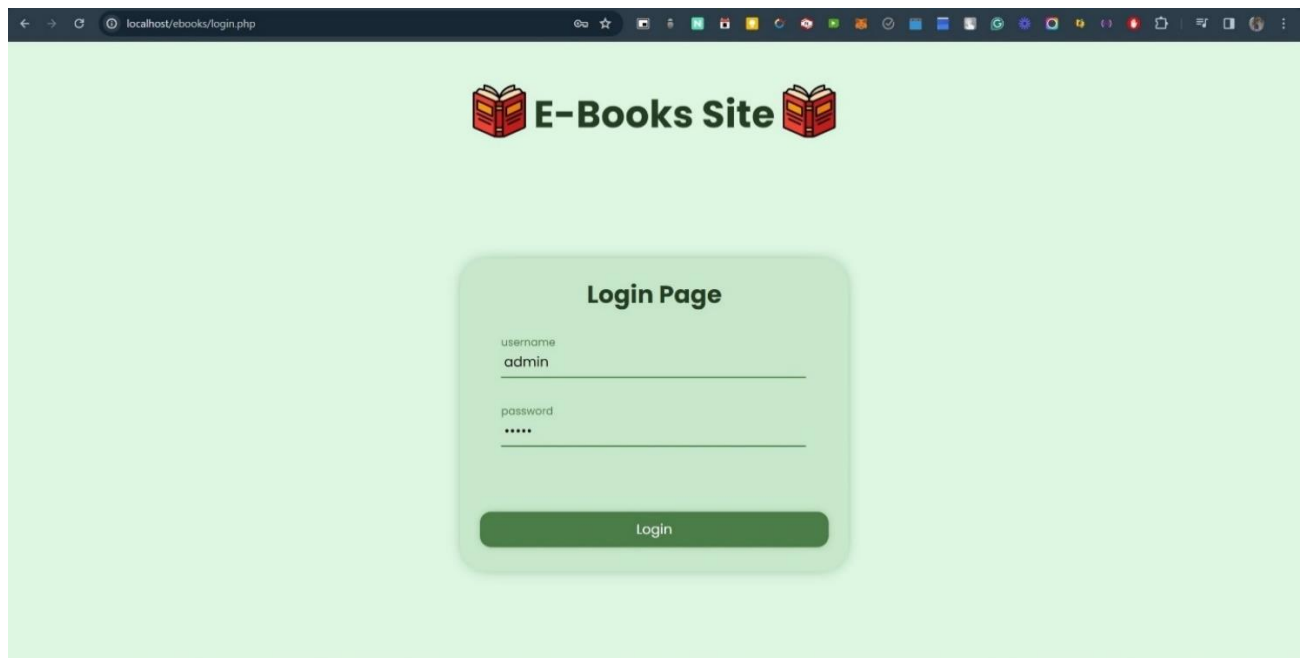 localhost/ebooks/login.php
E-Books Site
Login Page
username
admin
password
•••••
Login